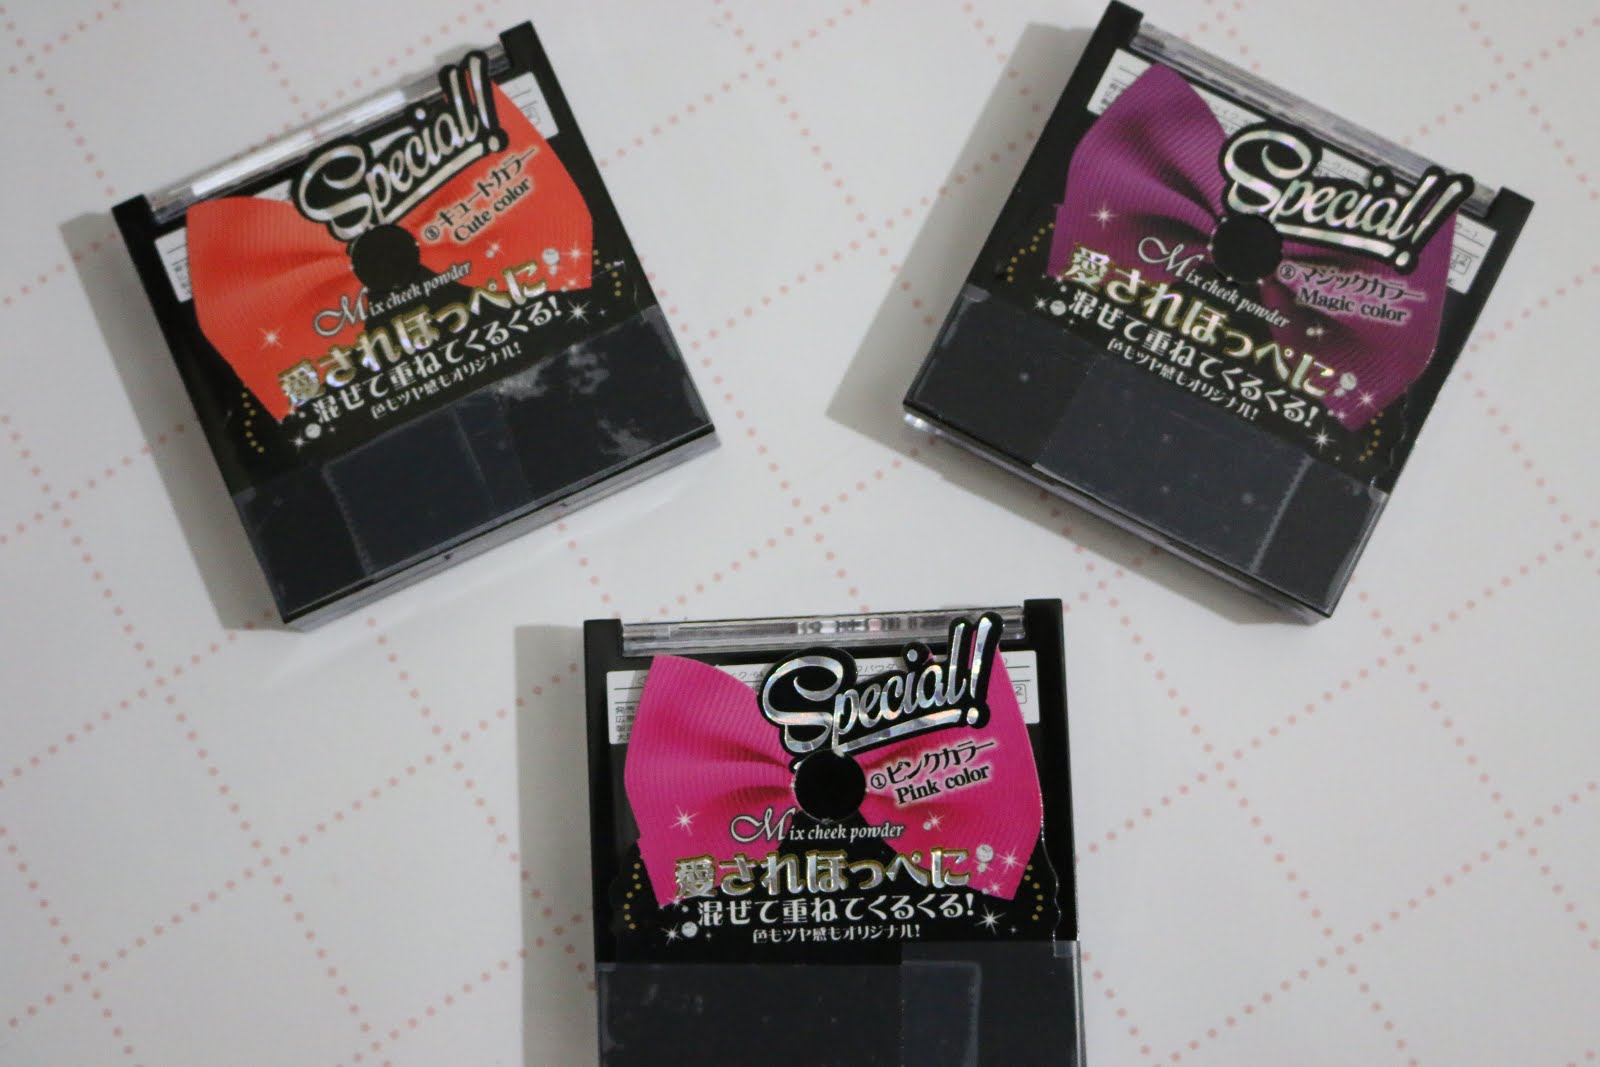 Special!
③キュートカラー
Cute color
Mix cheek powder
愛されほっぺに
混ぜて重ねてくるくる!
色もツヤ感もオリジナル!
Special!
②マジックカラー
Magic color
Mix cheek powder
愛されほっぺに
混ぜて重ねてくるくる!
色もツヤ感もオリジナル!
Special!
①ピンクカラー
Pink color
Mix cheek powder
愛されほっぺに
混ぜて重ねてくるくる!
色もツヤ感もオリジナル!